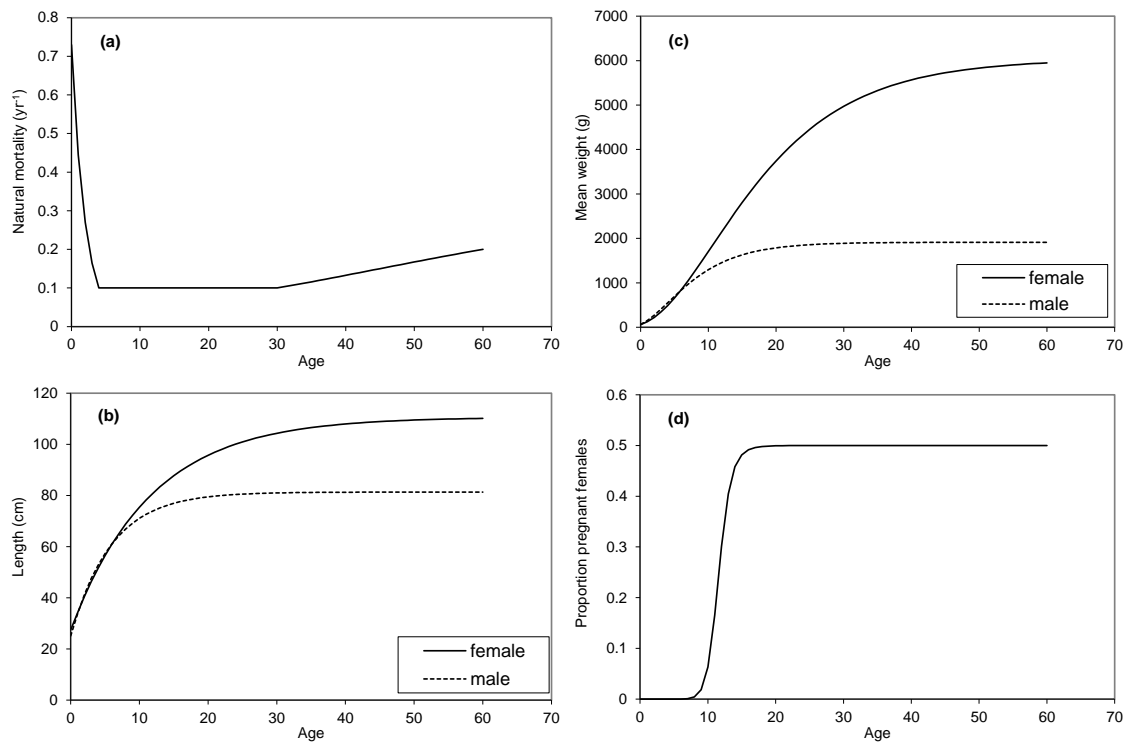 (a)
Natural mortality (yr⁻¹)
0.8
0.7
0.6
0.5
0.4
0.3
0.2
0.1
0
0 10 20 30 40 50 60 70
Age
(c)
Mean weight (g)
7000
6000
5000
4000
3000
2000
1000
0
female
male
0 10 20 30 40 50 60 70
Age
(b)
Length (cm)
120
100
80
60
40
20
0
female
male
0 10 20 30 40 50 60 70
Age
(d)
Proportion pregnant females
0.6
0.5
0.4
0.3
0.2
0.1
0
0 10 20 30 40 50 60 70
Age